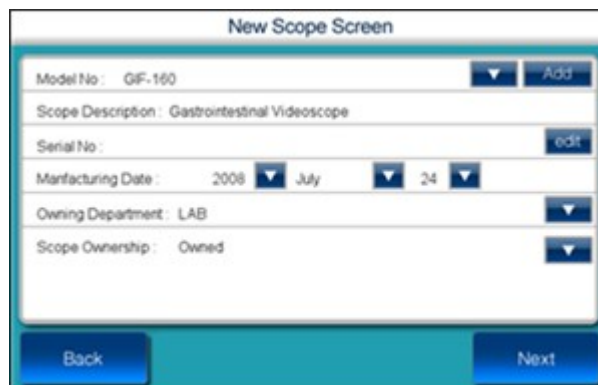 New Scope Screen
Model No : GIF-160 Add
Scope Description : Gastrointestinal Videoscope
Serial No : edit
Manfacturing Date : 2008 July 24
Owning Department : LAB
Scope Ownership : Owned
Back Next